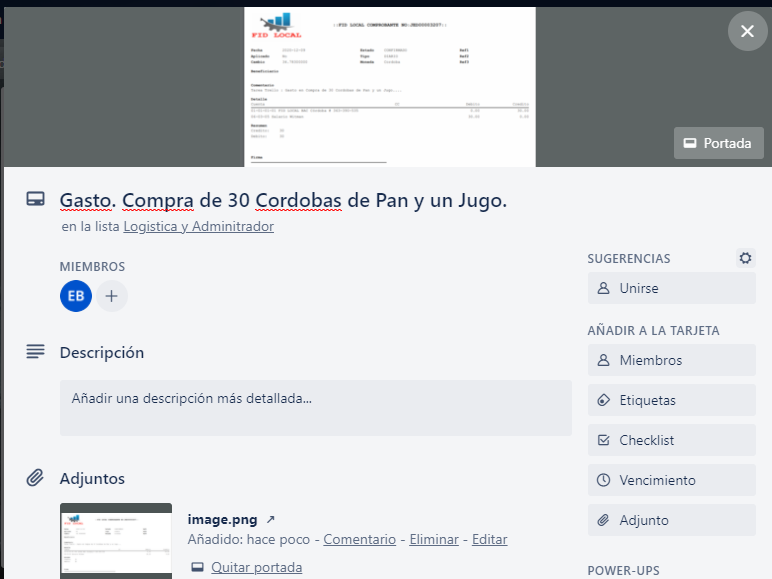 ::FID LOCAL COMPROBANTE
FID LOCAL
Portada
Gasto. Compra de 30 Cordobas de Pan y un Jugo.
en la lista Logistica y Adminitrador
MIEMBROS
EB
Descripción
Añadir una descripción más detallada...
Adjuntos
image.png
Añadido: hace poco - Comentario - Eliminar - Editar
Quitar portada
SUGERENCIAS
Unirse
AÑADIR A LA TARJETA
Miembros
Etiquetas
Checklist
Vencimiento
Adjunto
POWER-UPS